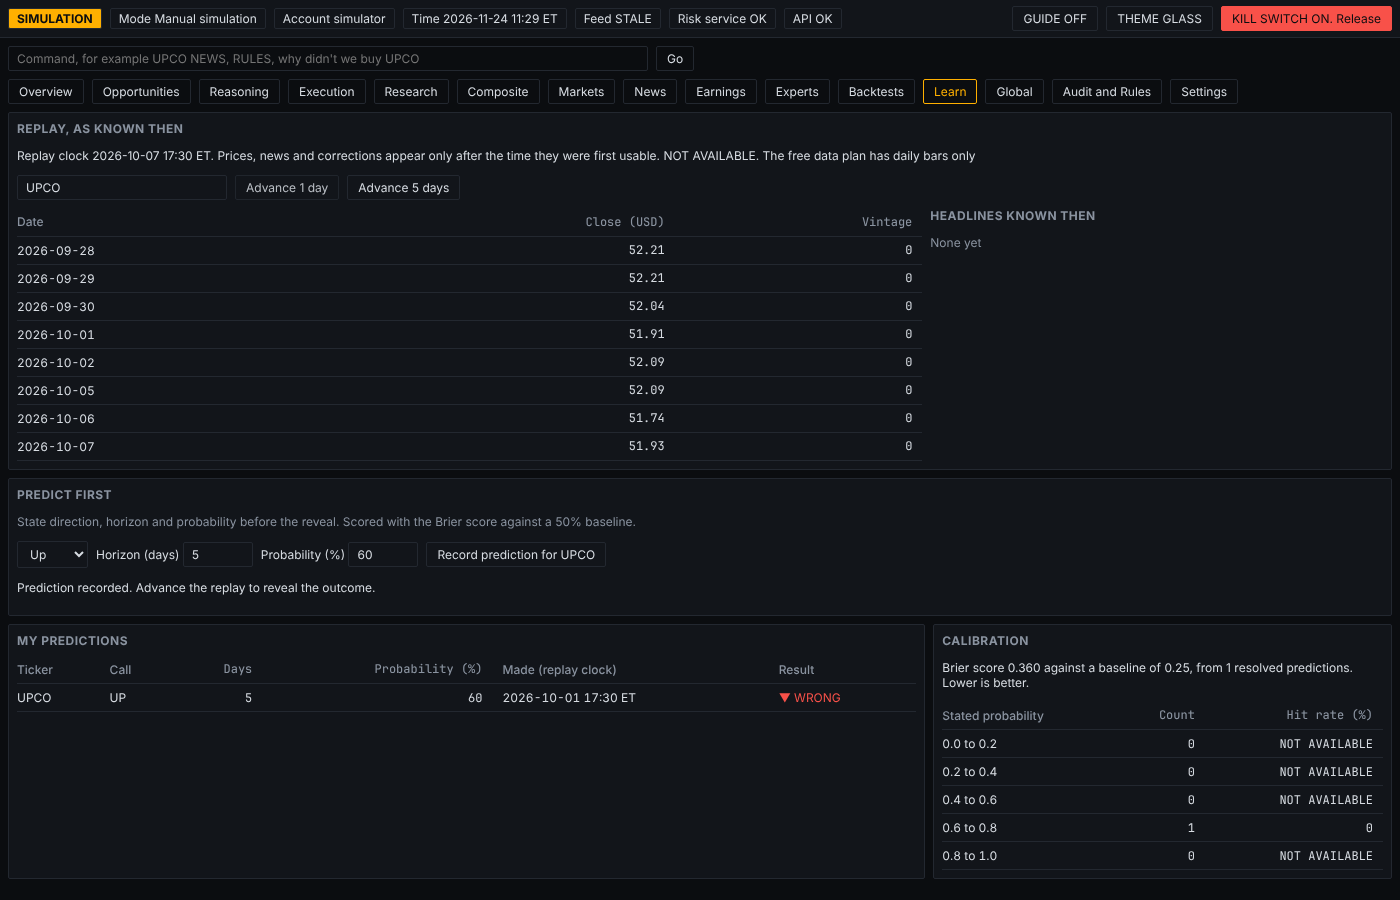 SIMULATION Mode Manual simulation Account simulator Time 2026-11-24 11:29 ET Feed STALE Risk service OK API OK GUIDE OFF THEME GLASS KILL SWITCH ON. Release
Command, for example UPCO NEWS, RULES, why didn't we buy UPCO Go
Overview Opportunities Reasoning Execution Research Composite Markets News Earnings Experts Backtests Learn Global Audit and Rules Settings
REPLAY, AS KNOWN THEN
Replay clock 2026-10-07 17:30 ET. Prices, news and corrections appear only after the time they were first usable. NOT AVAILABLE. The free data plan has daily bars only
UPCO Advance 1 day Advance 5 days
Date Close (USD) Vintage
2026-09-28 52.21 0
2026-09-29 52.21 0
2026-09-30 52.04 0
2026-10-01 51.91 0
2026-10-02 52.09 0
2026-10-05 52.09 0
2026-10-06 51.74 0
2026-10-07 51.93 0
HEADLINES KNOWN THEN
None yet
PREDICT FIRST
State direction, horizon and probability before the reveal. Scored with the Brier score against a 50% baseline.
Up Horizon (days) 5 Probability (%) 60 Record prediction for UPCO
Prediction recorded. Advance the replay to reveal the outcome.
MY PREDICTIONS
Ticker Call Days Probability (%) Made (replay clock) Result
UPCO UP 5 60 2026-10-01 17:30 ET ▼ WRONG
CALIBRATION
Brier score 0.360 against a baseline of 0.25, from 1 resolved predictions.
Lower is better.
Stated probability Count Hit rate (%)
0.0 to 0.2 0 NOT AVAILABLE
0.2 to 0.4 0 NOT AVAILABLE
0.4 to 0.6 0 NOT AVAILABLE
0.6 to 0.8 1 0
0.8 to 1.0 0 NOT AVAILABLE